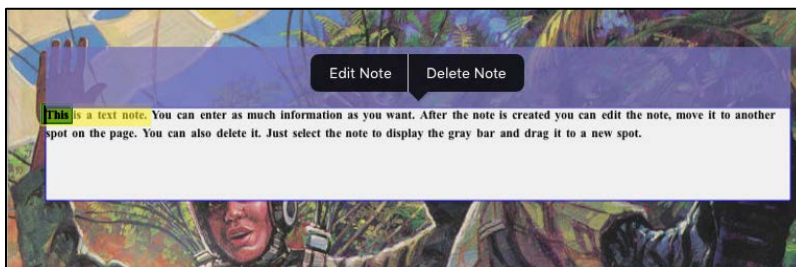 Edit Note Delete Note
This is a text note. You can enter as much information as you want. After the note is created you can edit the note, move it to another
spot on the page. You can also delete it. Just select the note to display the gray bar and drag it to a new spot.